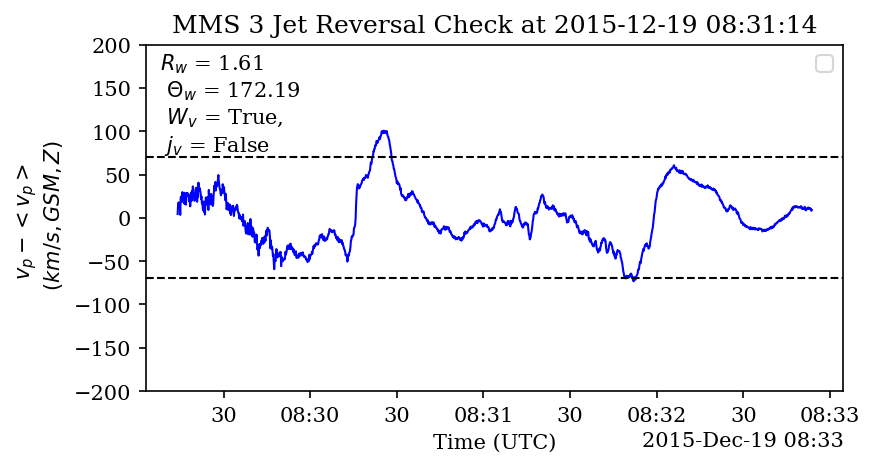 MMS 3 Jet Reversal Check at 2015-12-19 08:31:14
R_w = 1.61
Θ_w = 172.19
W_v = True,
j_v = False
v_p − < v_p >
(km/s, GSM, Z)
200
150
100
50
0
−50
−100
−150
−200
30 08:30 30 08:31 30 08:32 30 08:33
Time (UTC)
2015-Dec-19 08:33